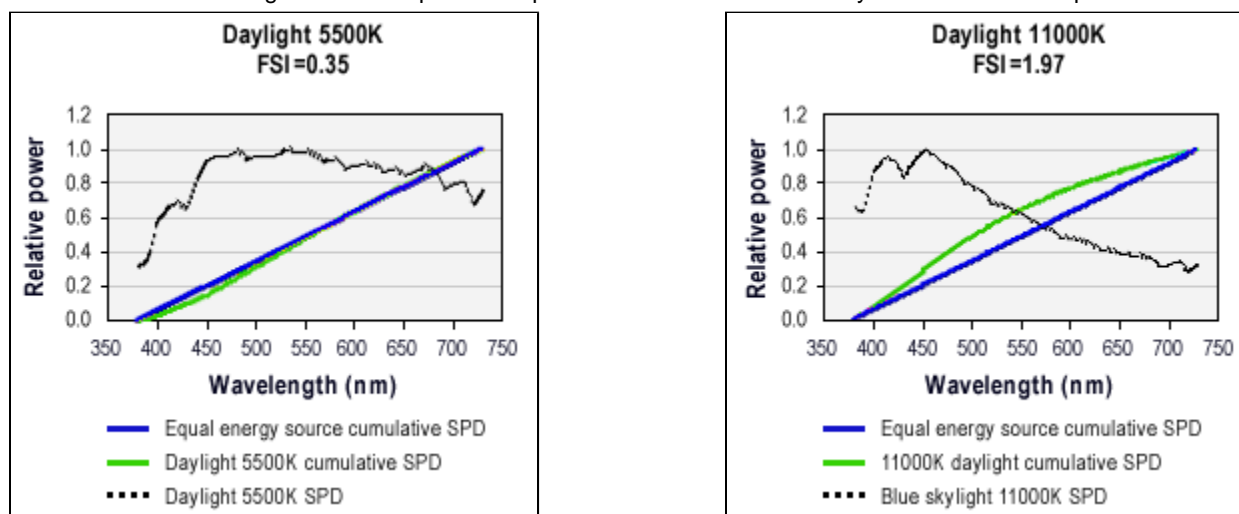 Daylight 5500K
FSI=0.35
1.2
1.0
0.8
0.6
0.4
0.2
0.0
Relative power
350 400 450 500 550 600 650 700 750
Wavelength (nm)
Equal energy source cumulative SPD
Daylight 5500K cumulative SPD
Daylight 5500K SPD
Daylight 11000K
FSI=1.97
1.2
1.0
0.8
0.6
0.4
0.2
0.0
Relative power
350 400 450 500 550 600 650 700 750
Wavelength (nm)
Equal energy source cumulative SPD
11000K daylight cumulative SPD
Blue skylight 11000K SPD